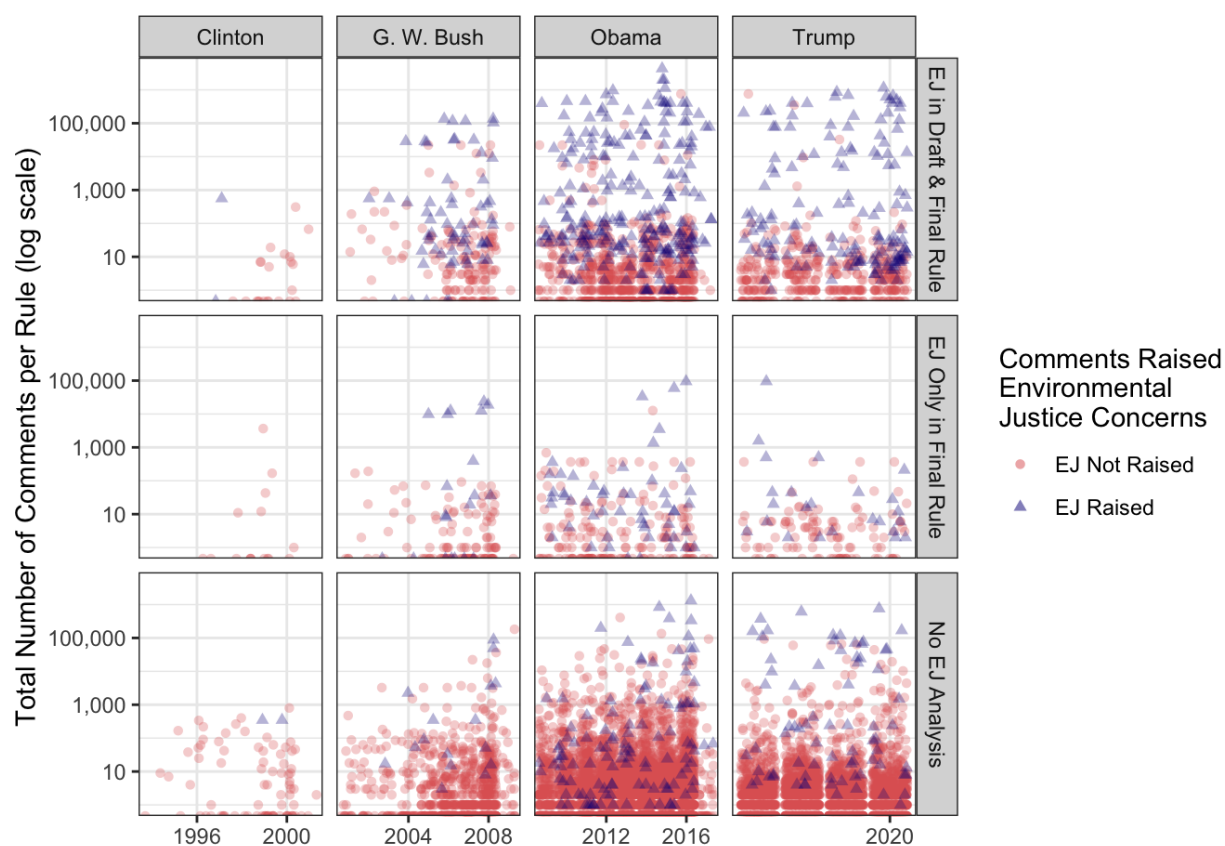 Clinton
G. W. Bush
Obama
Trump
Total Number of Comments per Rule (log scale)
100,000
1,000
10
EJ in Draft & Final Rule
100,000
1,000
10
EJ Only in Final Rule
100,000
1,000
10
No EJ Analysis
1996
2000
2004
2008
2012
2016
2020
Comments Raised
Environmental
Justice Concerns
EJ Not Raised
EJ Raised